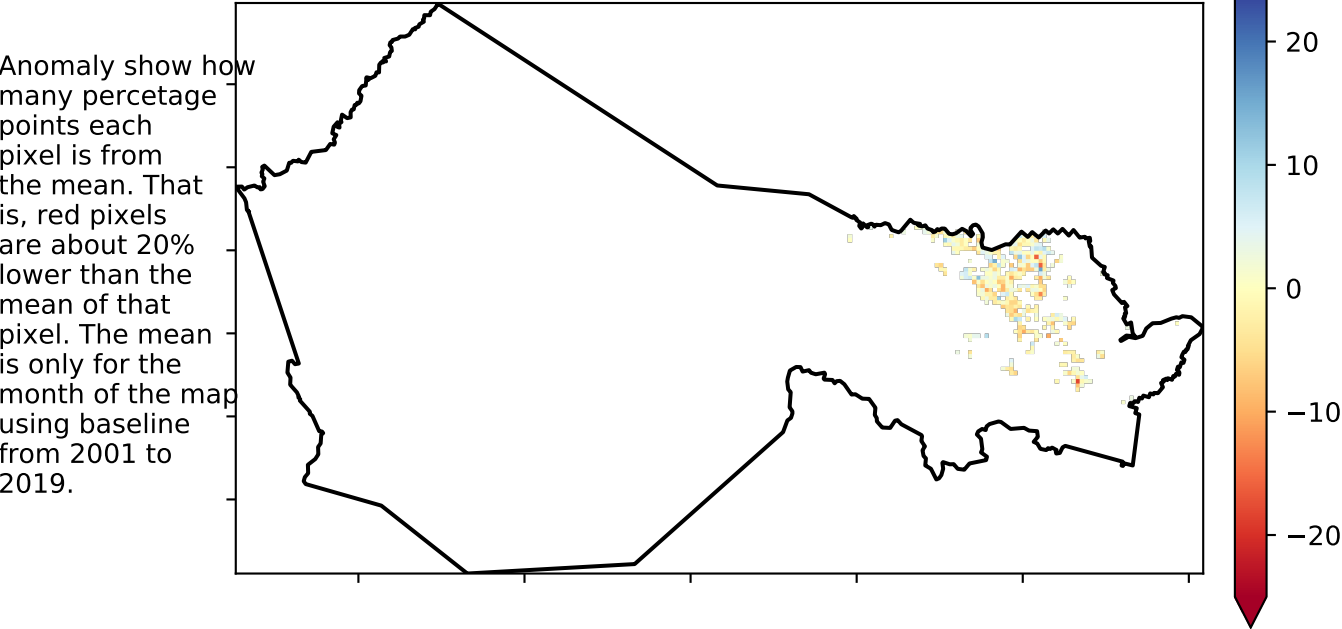 Anomaly show how
many percetage
points each
pixel is from
the mean. That
is, red pixels
are about 20%
lower than the
mean of that
pixel. The mean
is only for the
month of the map
using baseline
from 2001 to
2019.
20
10
0
−10
−20